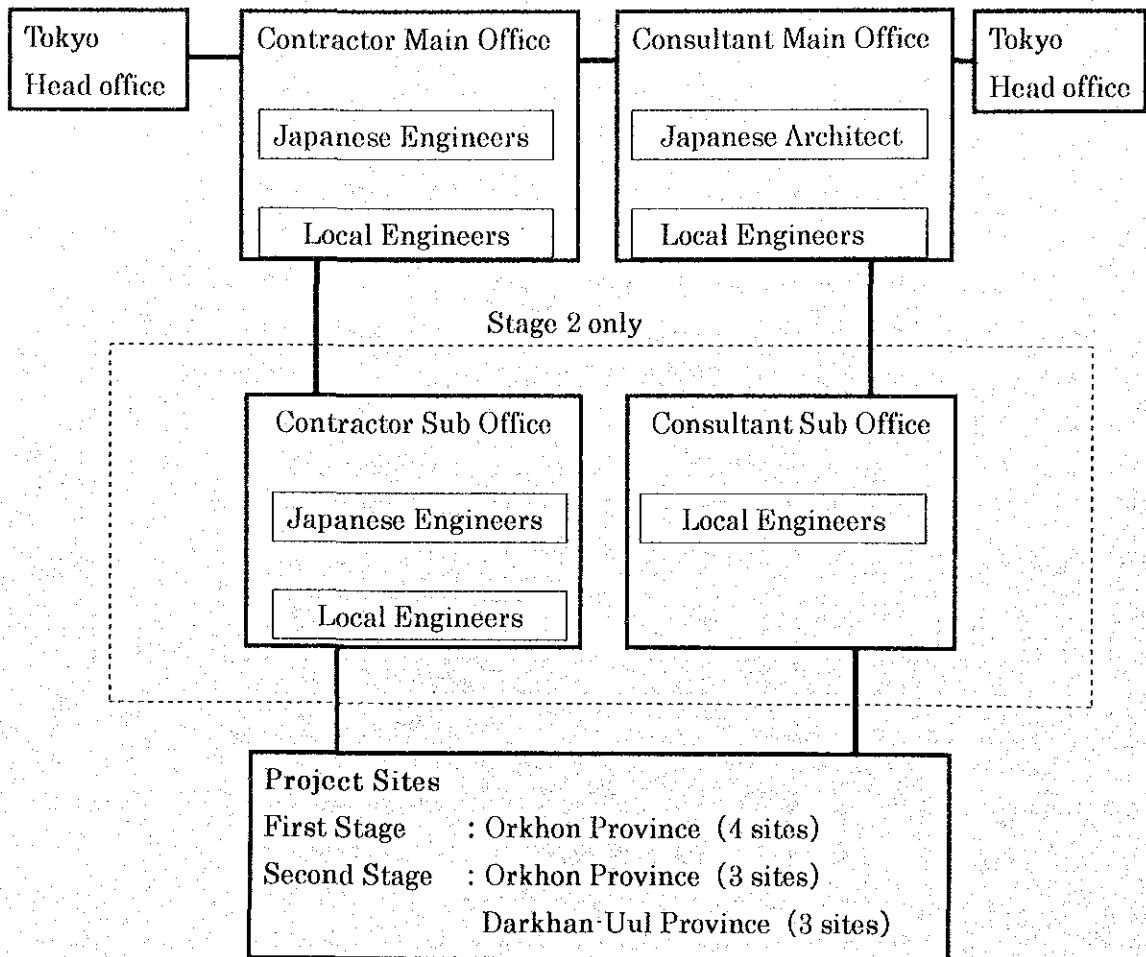 Tokyo
Head office
Contractor Main Office
Japanese Engineers
Local Engineers
Consultant Main Office
Japanese Architect
Local Engineers
Tokyo
Head office
Stage 2 only
Contractor Sub Office
Japanese Engineers
Local Engineers
Consultant Sub Office
Local Engineers
Project Sites
First Stage : Orkhon Province (4 sites)
Second Stage : Orkhon Province (3 sites)
Darkhan-Uul Province (3 sites)